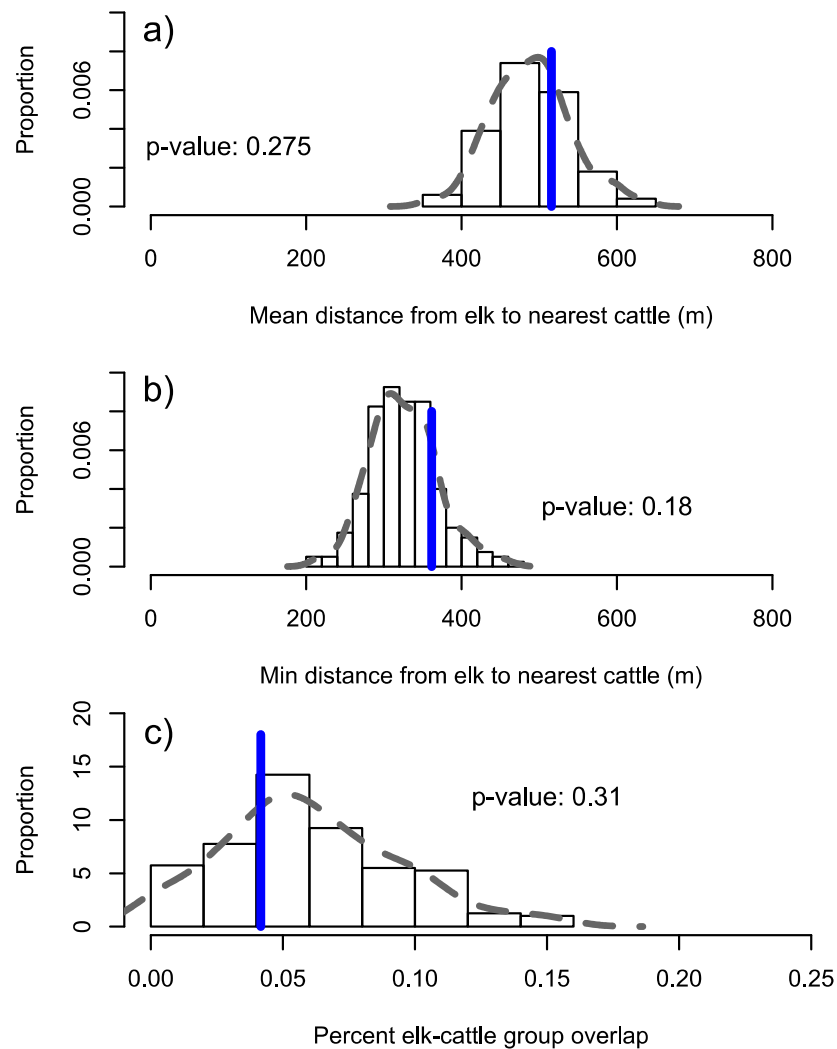 a)
Proportion
0.006
0.000
p-value: 0.275
0 200 400 600 800
Mean distance from elk to nearest cattle (m)
b)
Proportion
0.006
0.000
p-value: 0.18
0 200 400 600 800
Min distance from elk to nearest cattle (m)
c)
Proportion
20
15
10
5
0
p-value: 0.31
0.00 0.05 0.10 0.15 0.20 0.25
Percent elk-cattle group overlap